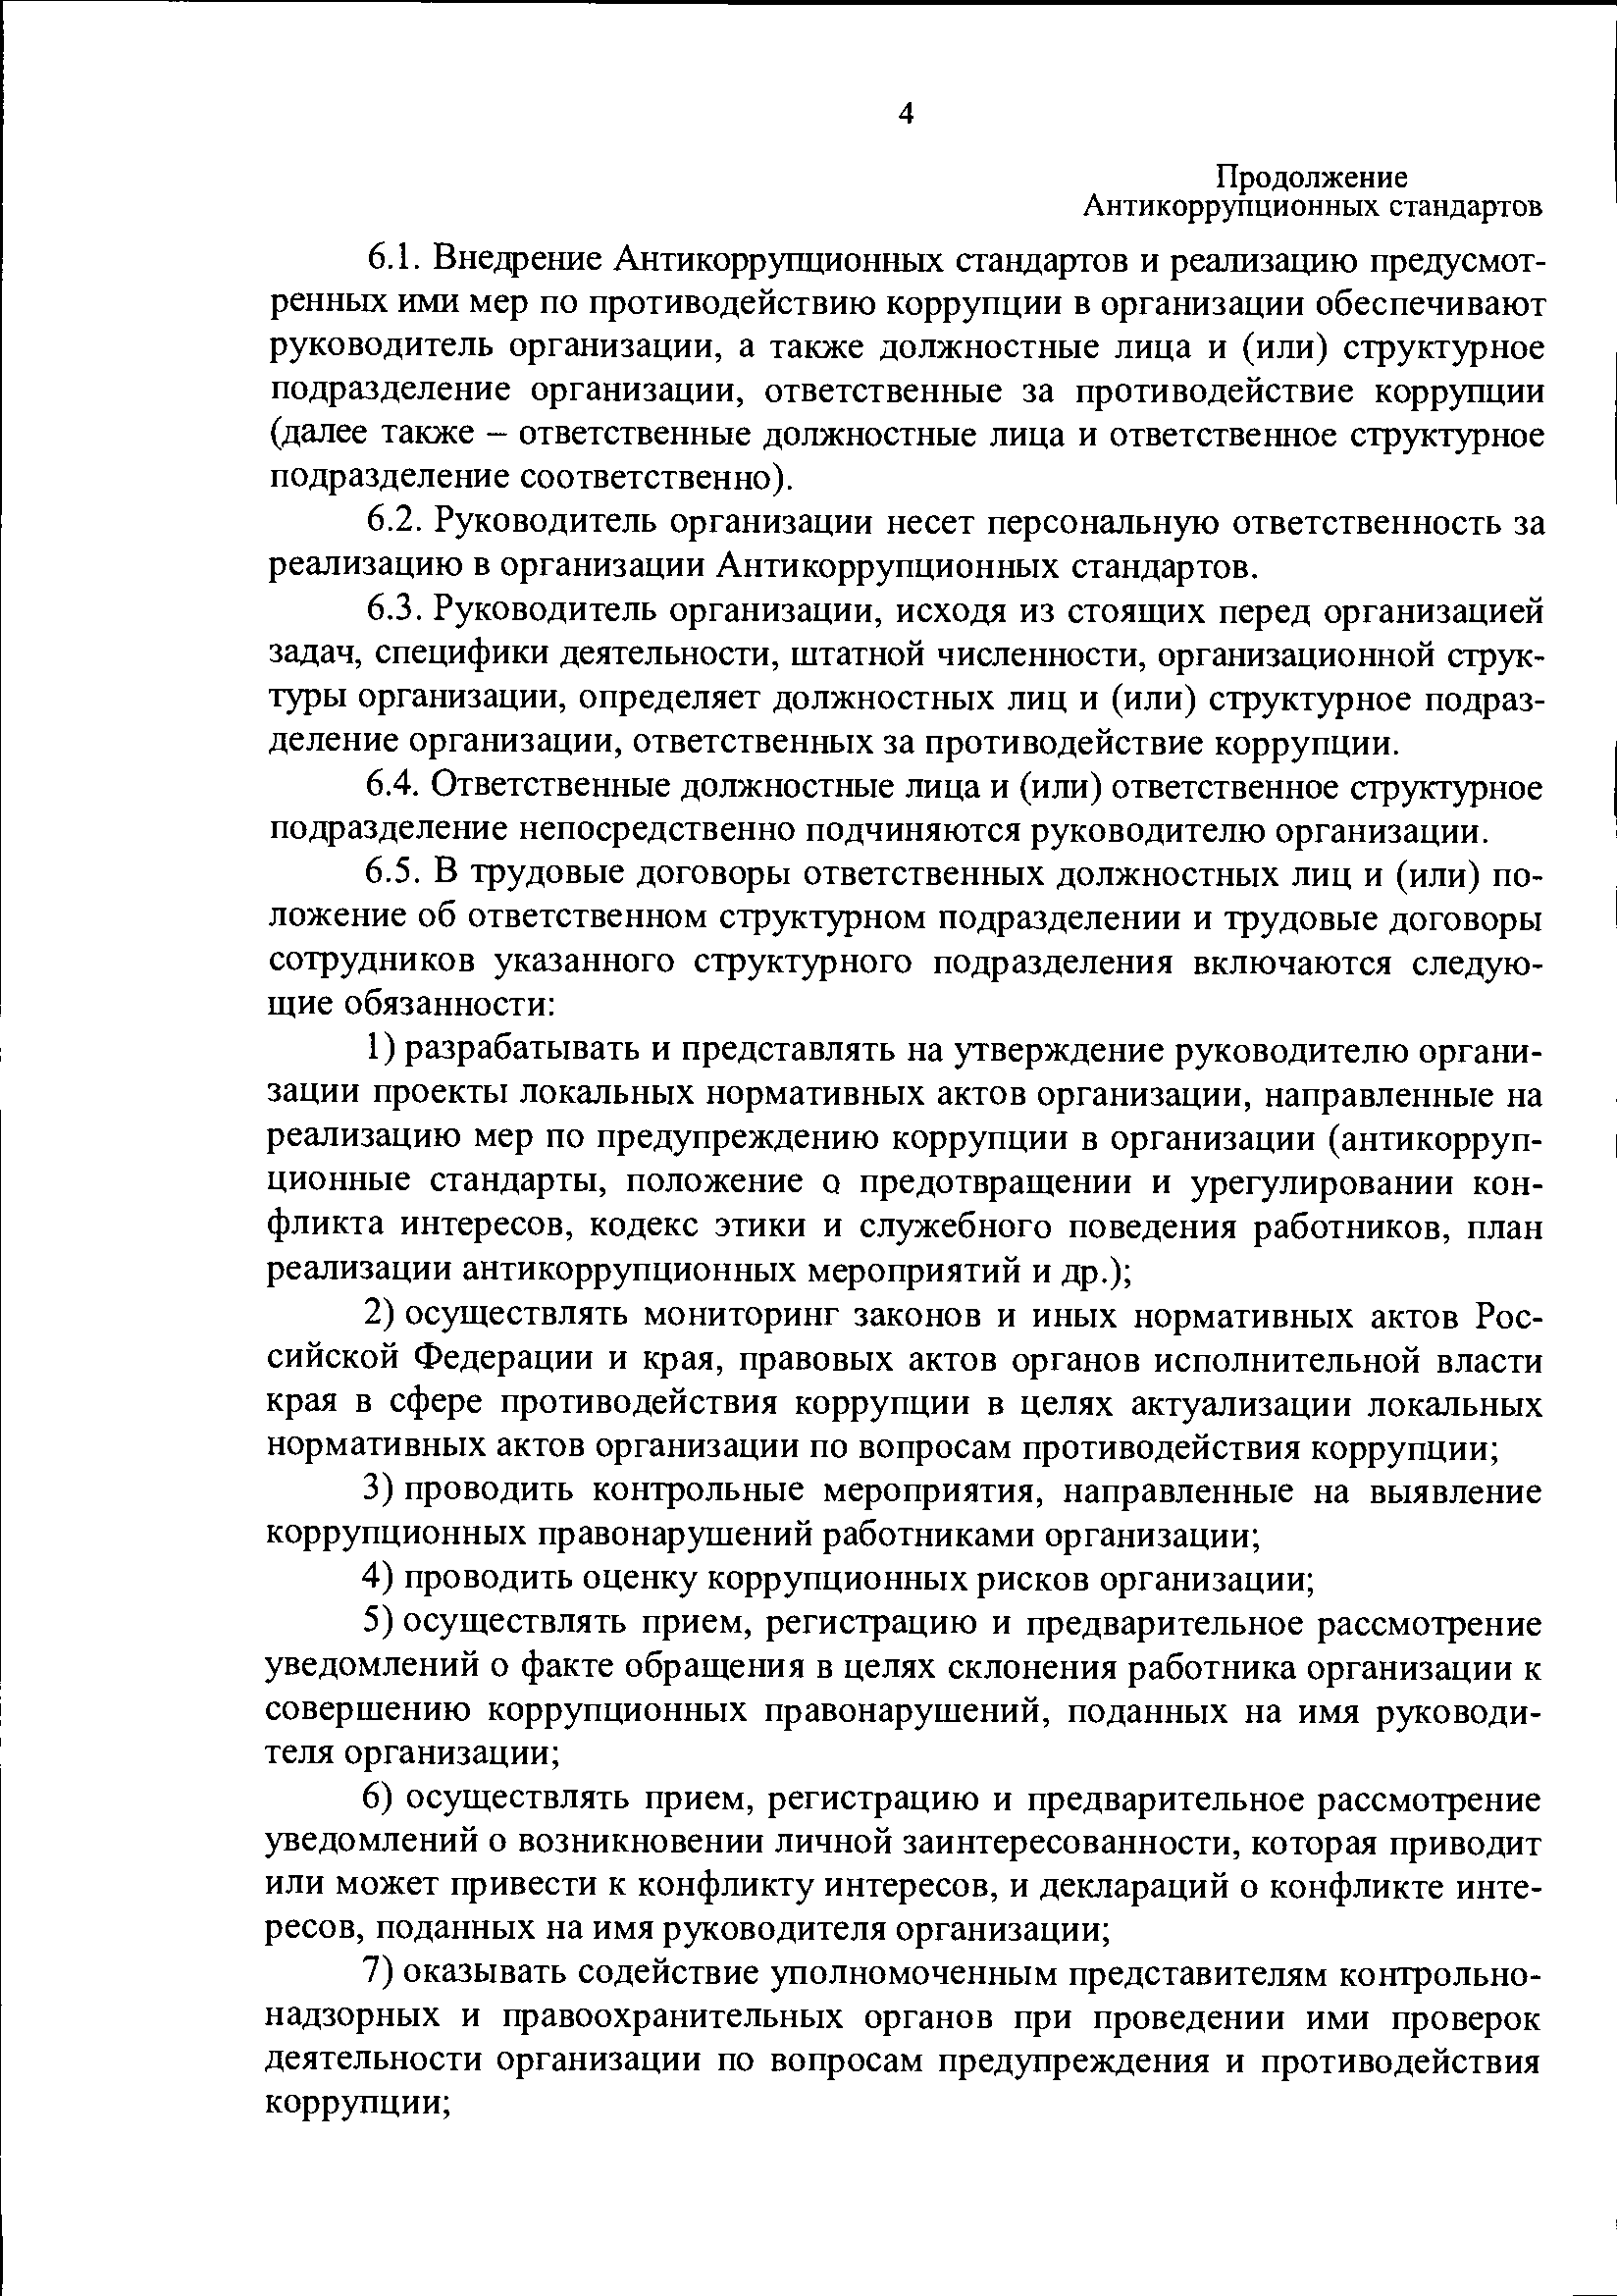 4
Продолжение
Антикоррупционных стандартов
6.1. Внедрение Антикоррупционных стандартов и реализацию предусмот-
ренных ими мер по противодействию коррупции в организации обеспечивают
руководитель организации, а также должностные лица и (или) структурное
подразделение организации, ответственные за противодействие коррупции
(далее также – ответственные должностные лица и ответственное структурное
подразделение соответственно).
6.2. Руководитель организации несет персональную ответственность за
реализацию в организации Антикоррупционных стандартов.
6.3. Руководитель организации, исходя из стоящих перед организацией
задач, специфики деятельности, штатной численности, организационной струк-
туры организации, определяет должностных лиц и (или) структурное подраз-
деление организации, ответственных за противодействие коррупции.
6.4. Ответственные должностные лица и (или) ответственное структурное
подразделение непосредственно подчиняются руководителю организации.
6.5. В трудовые договоры ответственных должностных лиц и (или) по-
ложение об ответственном структурном подразделении и трудовые договоры
сотрудников указанного структурного подразделения включаются следую-
щие обязанности:
1) разрабатывать и представлять на утверждение руководителю органи-
зации проекты локальных нормативных актов организации, направленные на
реализацию мер по предупреждению коррупции в организации (антикорруп-
ционные стандарты, положение о предотвращении и урегулировании кон-
фликта интересов, кодекс этики и служебного поведения работников, план
реализации антикоррупционных мероприятий и др.);
2) осуществлять мониторинг законов и иных нормативных актов Рос-
сийской Федерации и края, правовых актов органов исполнительной власти
края в сфере противодействия коррупции в целях актуализации локальных
нормативных актов организации по вопросам противодействия коррупции;
3) проводить контрольные мероприятия, направленные на выявление
коррупционных правонарушений работниками организации;
4) проводить оценку коррупционных рисков организации;
5) осуществлять прием, регистрацию и предварительное рассмотрение
уведомлений о факте обращения в целях склонения работника организации к
совершению коррупционных правонарушений, поданных на имя руководи-
теля организации;
6) осуществлять прием, регистрацию и предварительное рассмотрение
уведомлений о возникновении личной заинтересованности, которая приводит
или может привести к конфликту интересов, и деклараций о конфликте инте-
ресов, поданных на имя руководителя организации;
7) оказывать содействие уполномоченным представителям контрольно-
надзорных и правоохранительных органов при проведении ими проверок
деятельности организации по вопросам предупреждения и противодействия
коррупции;